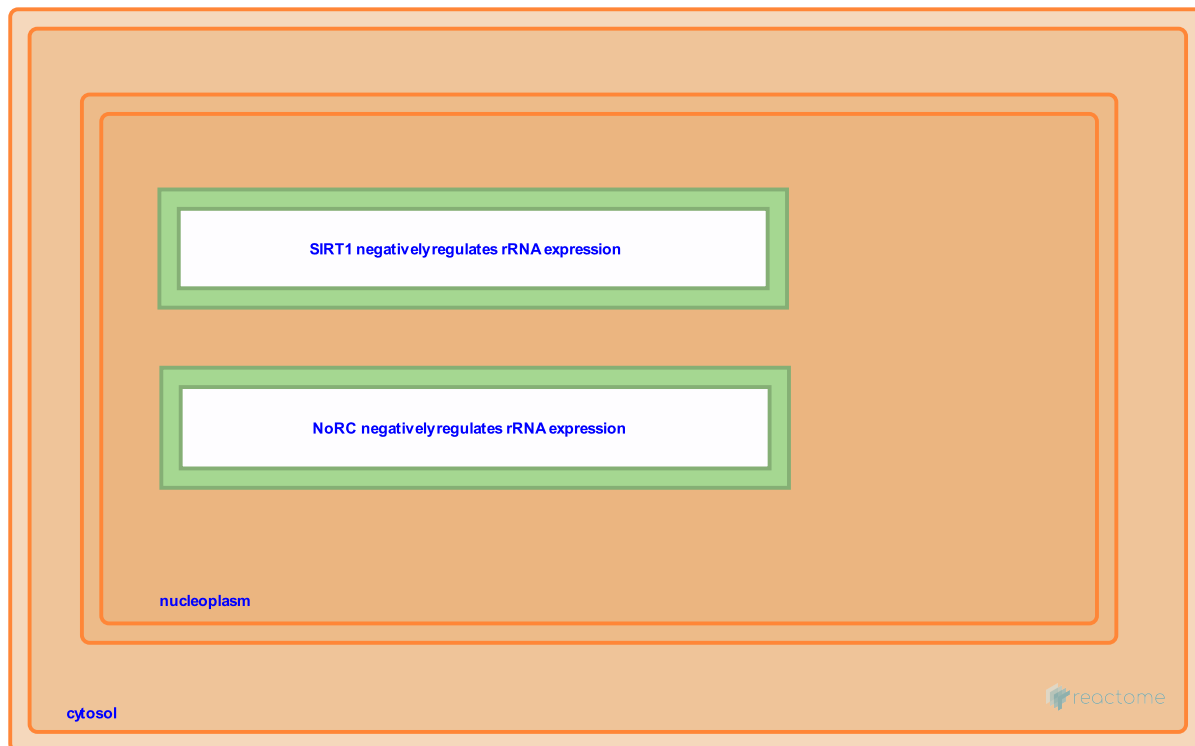 SIRT1 negatively regulates rRNA expression
NoRC negatively regulates rRNA expression
nucleoplasm
reactome
cytosol